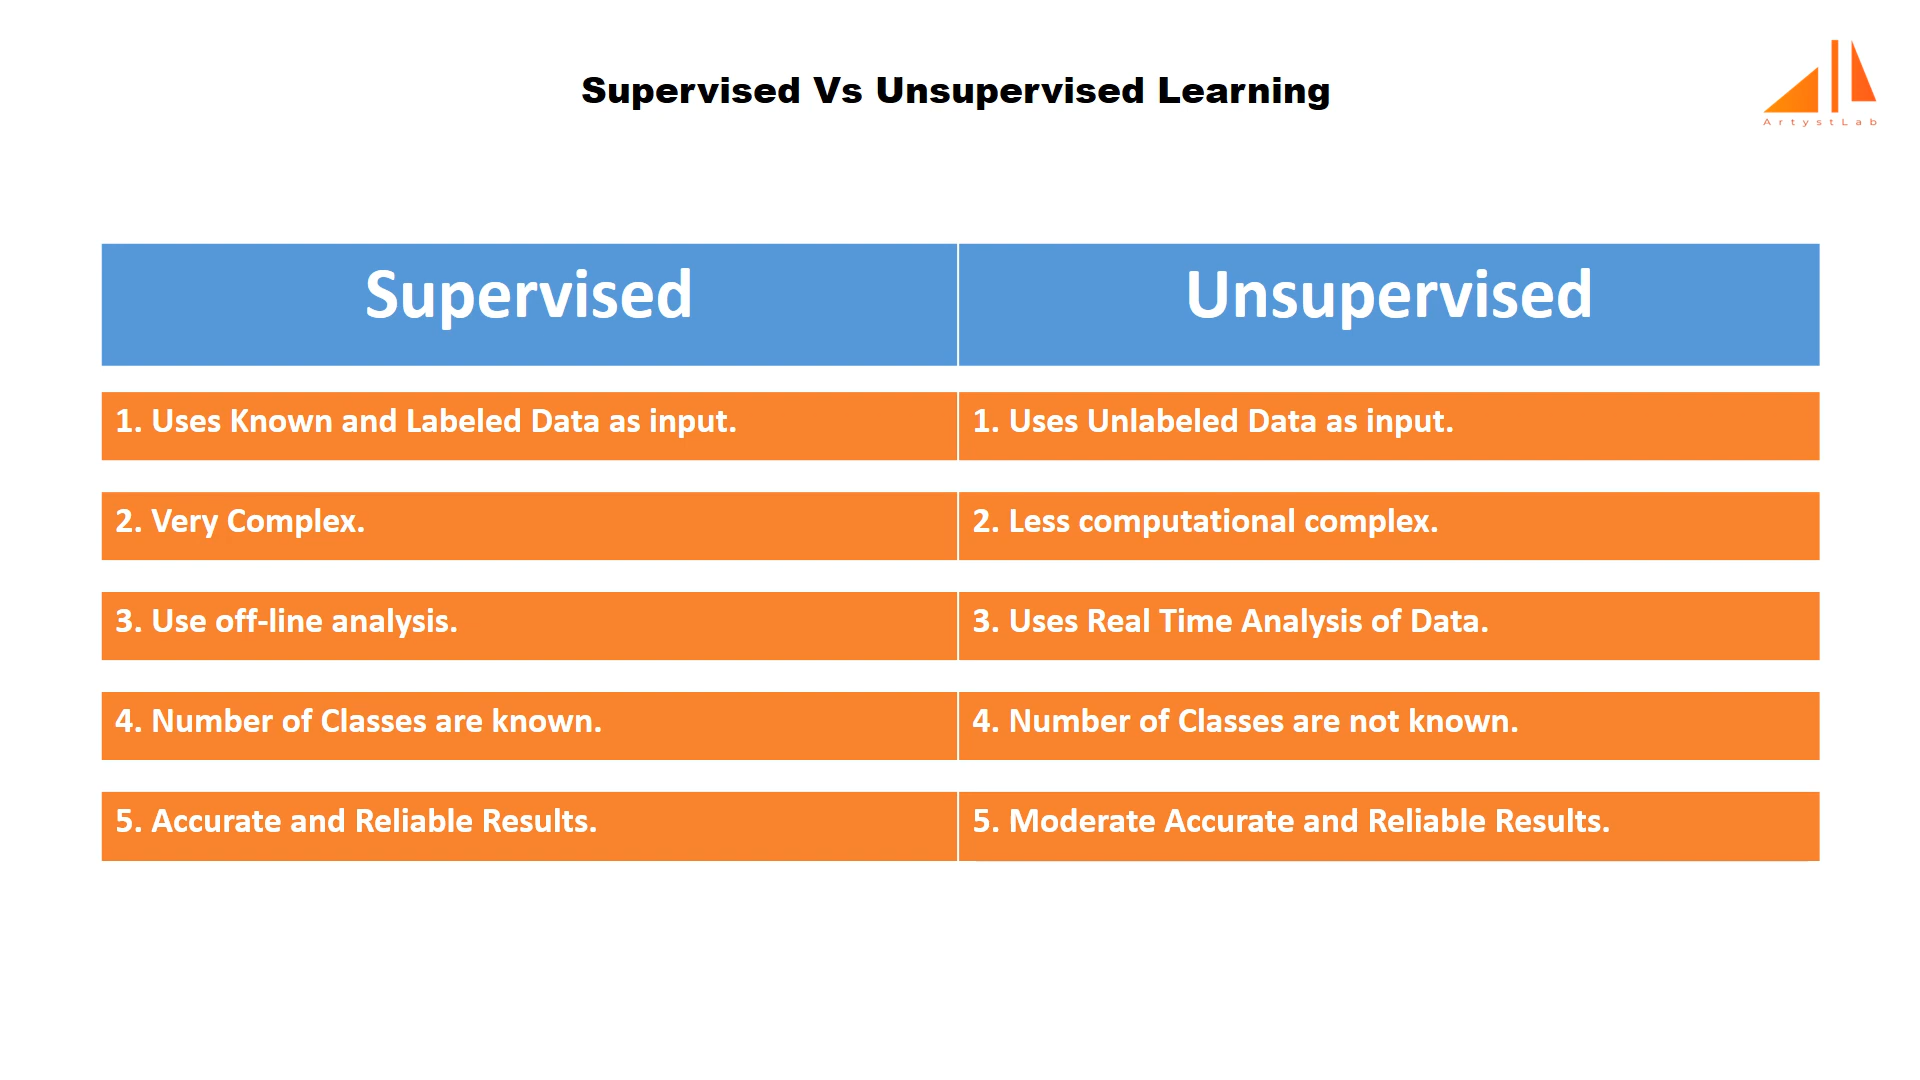 Supervised Vs Unsupervised Learning
ArtystLab
Supervised
Unsupervised
1. Uses Known and Labeled Data as input.
1. Uses Unlabeled Data as input.
2. Very Complex.
2. Less computational complex.
3. Use off-line analysis.
3. Uses Real Time Analysis of Data.
4. Number of Classes are known.
4. Number of Classes are not known.
5. Accurate and Reliable Results.
5. Moderate Accurate and Reliable Results.